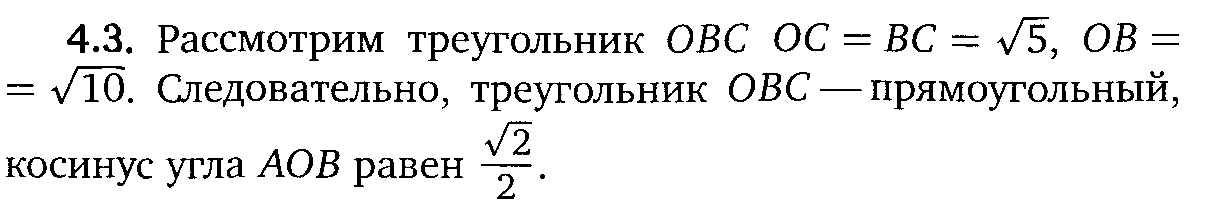 4.3. Рассмотрим треугольник OBC OC = BC = √5, OB =
= √10. Следовательно, треугольник OBC — прямоугольный,
косинус угла AOB равен √2/2.